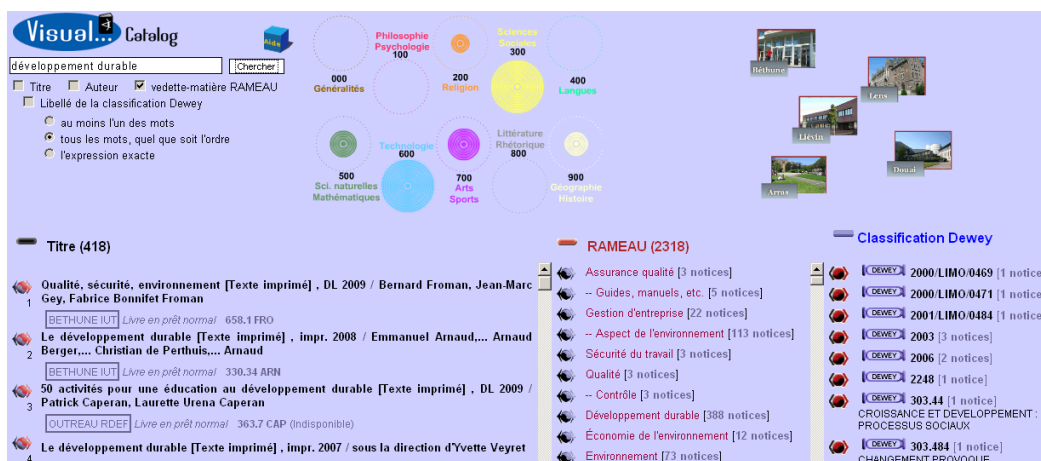 Visual... Catalog
Aide
développement durable
Chercher
Titre Auteur vedette-matière RAMEAU
Libellé de la classification Dewey
au moins l'un des mots
tous les mots, quel que soit l'ordre
l'expression exacte
000
Généralités
Philosophie
Psychologie
100
200
Religion
Sciences
Sociales
300
400
Langues
500
Sci. naturelles
Mathématiques
Technologie
600
700
Arts
Sports
Littérature
Rhétorique
800
900
Géographie
Histoire
Béthune
Lens
Liévin
Douai
Arras
Titre (418)
1
Qualité, sécurité, environnement [Texte imprimé] , DL 2009 / Bernard Froman, Jean-Marc
Gey, Fabrice Bonnifet Froman
BETHUNE IUT Livre en prêt normal 658.1 FRO
2
Le développement durable [Texte imprimé] , impr. 2008 / Emmanuel Arnaud,... Arnaud
Berger,... Christian de Perthuis,... Arnaud
BETHUNE IUT Livre en prêt normal 330.34 ARN
3
50 activités pour une éducation au développement durable [Texte imprimé] , DL 2009 /
Patrick Caperan, Laurette Urena Caperan
OUTREAU RDEF Livre en prêt normal 363.7 CAP (Indisponible)
4
Le développement durable [Texte imprimé] , impr. 2007 / sous la direction d'Yvette Veyret
RAMEAU (2318)
Assurance qualité [3 notices]
-- Guides, manuels, etc. [5 notices]
Gestion d'entreprise [22 notices]
-- Aspect de l'environnement [113 notices]
Sécurité du travail [3 notices]
Qualité [3 notices]
-- Contrôle [3 notices]
Développement durable [388 notices]
Économie de l'environnement [12 notices]
Environnement [73 notices]
Classification Dewey
DEWEY 2000/LIMO/0469 [1 notice
DEWEY 2000/LIMO/0471 [1 notice
DEWEY 2001/LIMO/0484 [1 notice
DEWEY 2003 [3 notices]
DEWEY 2006 [2 notices]
DEWEY 2248 [1 notice]
DEWEY 303.44 [1 notice]
CROISSANCE ET DEVELOPPEMENT :
PROCESSUS SOCIAUX
DEWEY 303.484 [1 notice]
CHANGEMENT PROVOQUE